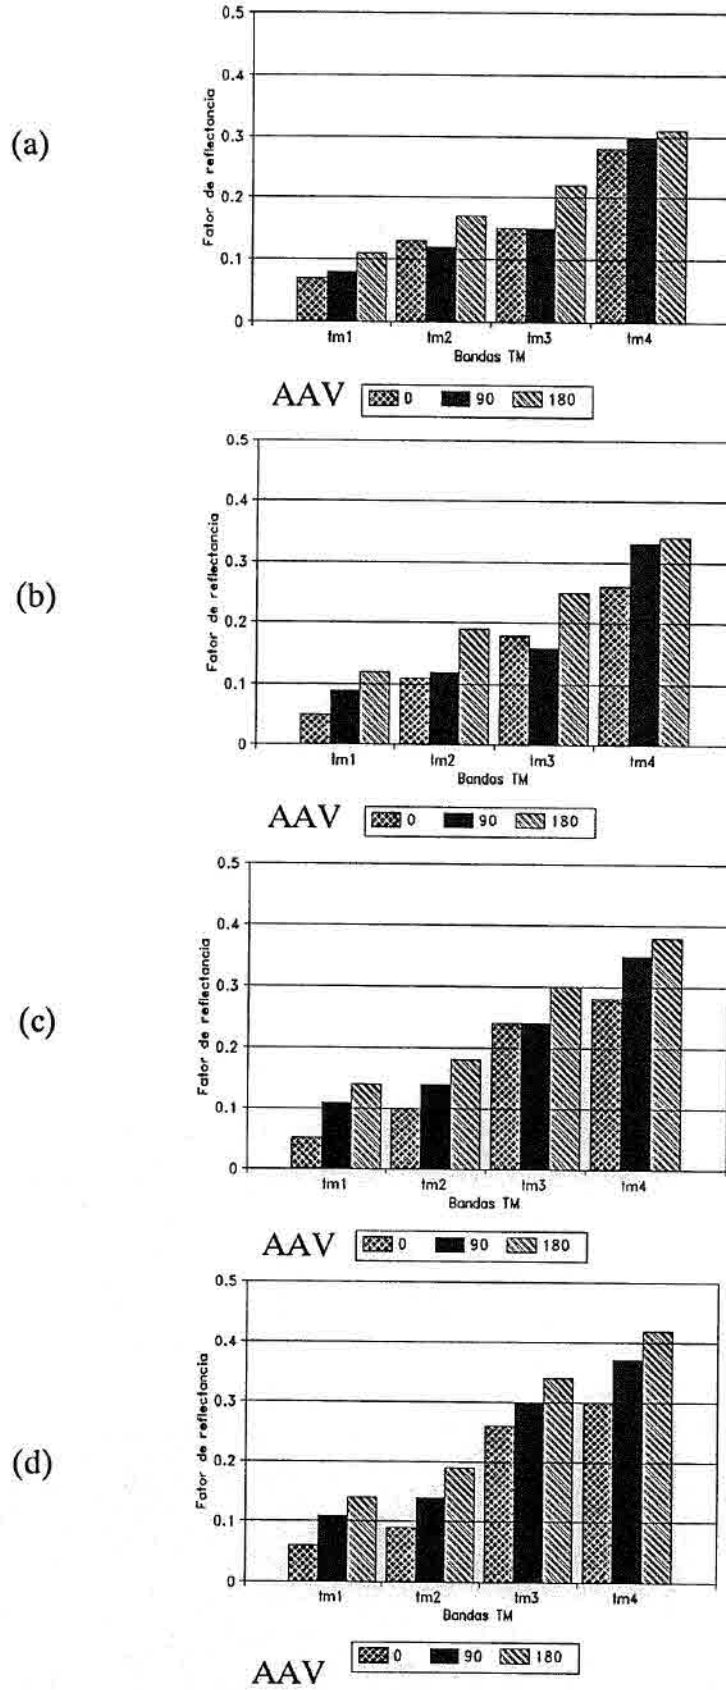 (a)
Fator de reflectancia
0.5
0.4
0.3
0.2
0.1
0
tm1 tm2 tm3 tm4
Bandas TM
AAV 0 90 180
(b)
Fator de reflectancia
0.5
0.4
0.3
0.2
0.1
0
tm1 tm2 tm3 tm4
Bandas TM
AAV 0 90 180
(c)
Fator de reflectancia
0.5
0.4
0.3
0.2
0.1
0
tm1 tm2 tm3 tm4
Bandas TM
AAV 0 90 180
(d)
Fator de reflectancia
0.5
0.4
0.3
0.2
0.1
0
tm1 tm2 tm3 tm4
Bandas TM
AAV 0 90 180